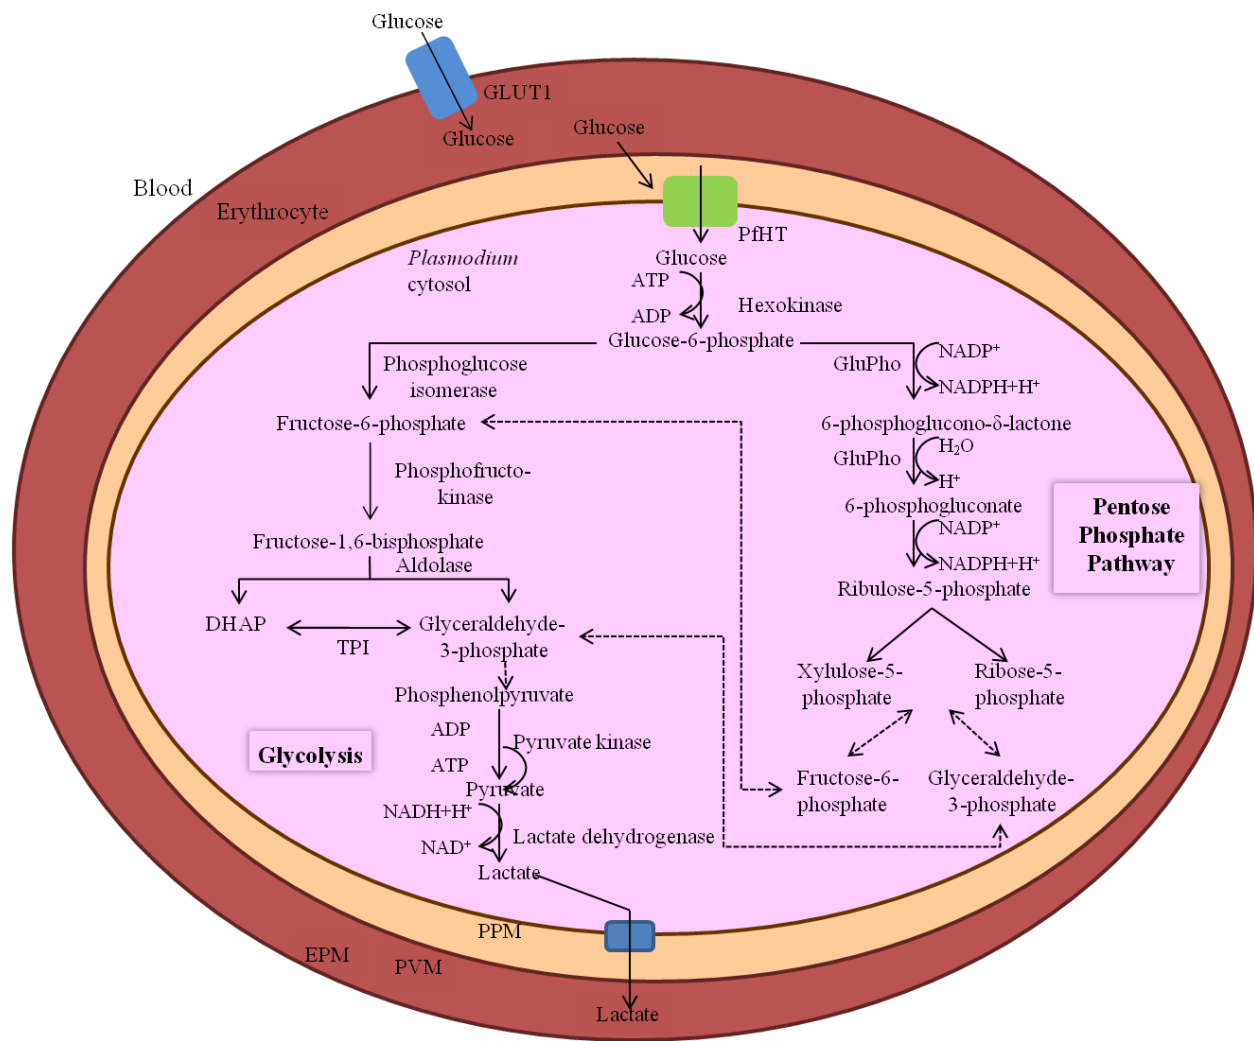 Glucose
GLUT1
Glucose
Glucose
Blood
Erythrocyte
PfHT
Plasmodium
cytosol
Glucose
ATP
ADP
Hexokinase
Glucose-6-phosphate
Phosphoglucose
isomerase
GluPho
NADP⁺
NADPH+H⁺
Fructose-6-phosphate
6-phosphoglucono-δ-lactone
GluPho
H₂O
H⁺
Phosphofructo-
kinase
6-phosphogluconate
NADP⁺
NADPH+H⁺
Pentose
Phosphate
Pathway
Fructose-1,6-bisphosphate
Aldolase
Ribulose-5-phosphate
DHAP
TPI
Glyceraldehyde-
3-phosphate
Xylulose-5-
phosphate
Ribose-5-
phosphate
Phosphenolpyruvate
ADP
ATP
Pyruvate kinase
Glycolysis
Pyruvate
Fructose-6-
phosphate
Glyceraldehyde-
3-phosphate
NADH+H⁺
NAD⁺
Lactate dehydrogenase
Lactate
PPM
EPM
PVM
Lactate